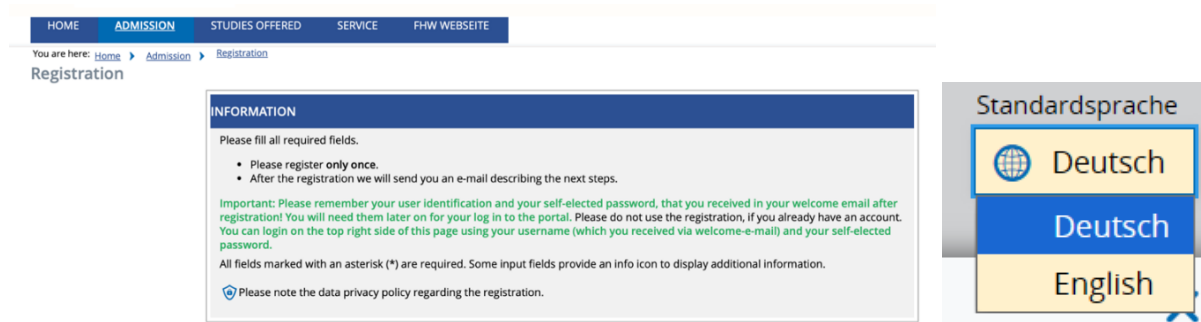 HOME ADMISSION STUDIES OFFERED SERVICE FHW WEBSEITE
You are here: Home Admission Registration
Registration
INFORMATION
Please fill all required fields.
• Please register only once.
• After the registration we will send you an e-mail describing the next steps.
Important: Please remember your user identification and your self-elected password, that you received in your welcome email after
registration! You will need them later on for your log in to the portal. Please do not use the registration, if you already have an account.
You can login on the top right side of this page using your username (which you received via welcome-e-mail) and your self-elected
password.
All fields marked with an asterisk (*) are required. Some input fields provide an info icon to display additional information.
Please note the data privacy policy regarding the registration.
Standardsprache
Deutsch
Deutsch
English